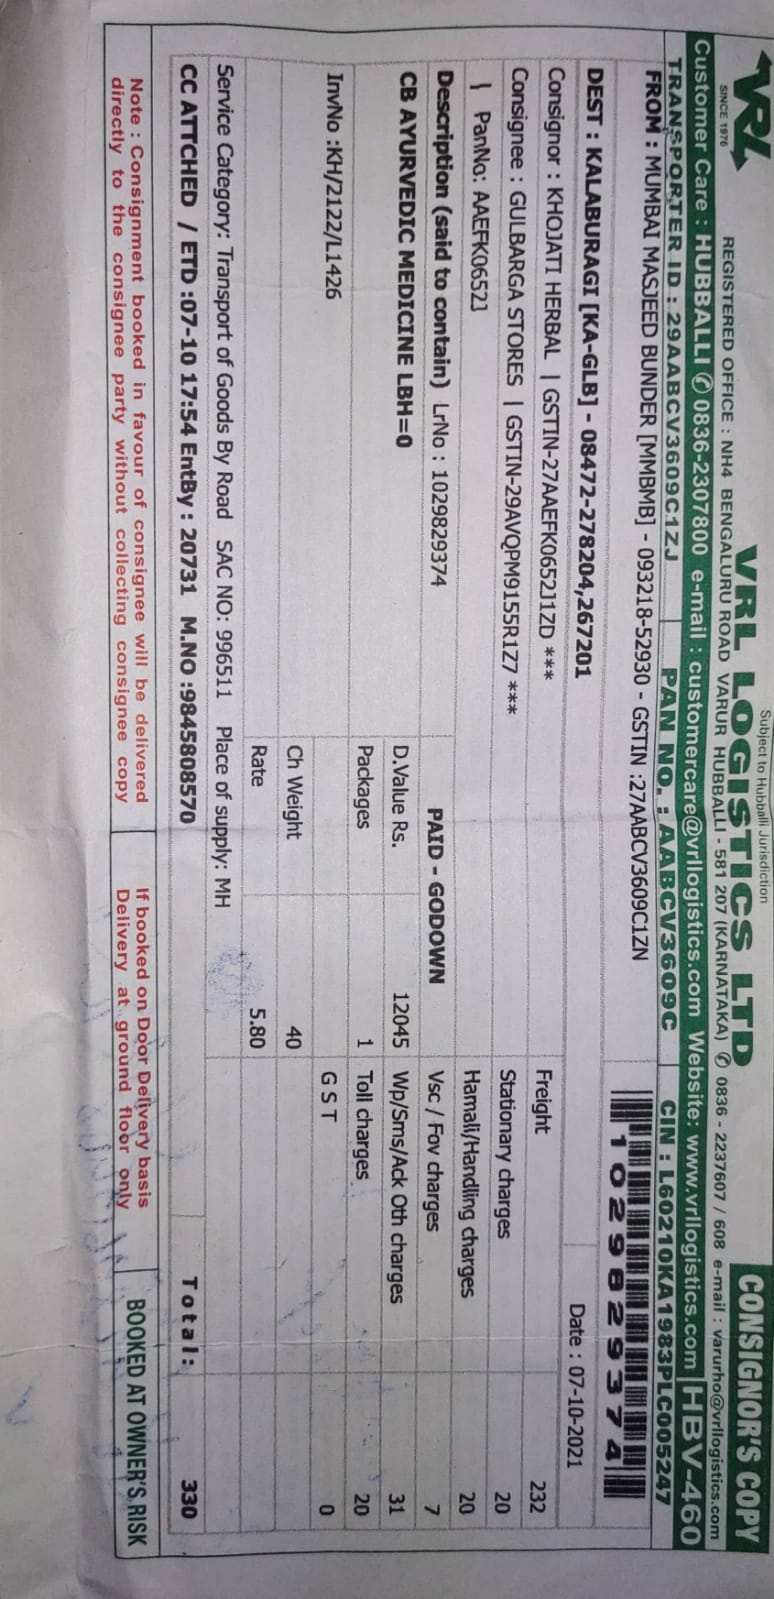 Subject to Hubballi Jurisdiction
VRL
SINCE 1976
VRL LOGISTICS LTD
CONSIGNOR'S COPY
REGISTERED OFFICE : NH4 BENGALURU ROAD VARUR HUBBALLI - 581 207 (KARNATAKA) ✆ 0836 - 2237607 / 608 e-mail : varurho@vrllogistics.com
Customer Care : HUBBALLI ✆ 0836-2307800 e-mail : customercare@vrllogistics.com Website: www.vrllogistics.com HBV-460
TRANSPORTER ID : 29AABCV3609C1ZJ PAN NO. : AABCV3609C CIN : L60210KA1983PLC005247
FROM : MUMBAI MASJEED BUNDER [MMBMB] - 093218-52930 - GSTIN :27AABCV3609C1ZN
1029829374
DEST : KALABURAGI [KA-GLB] - 08472-278204,267201
Date : 07-10-2021
Consignor : KHOJATI HERBAL | GSTIN-27AAEFK0652J1ZD ***
Freight 232
Consignee : GULBARGA STORES | GSTIN-29AVQPM9155R1Z7 ***
Stationary charges 20
| PanNo: AAEFK0652J
Hamali/Handling charges 20
Description (said to contain) LrNo : 1029829374
PAID - GODOWN
Vsc / Fov charges 7
CB AYURVEDIC MEDICINE LBH=0
D.Value Rs. 12045
Wp/Sms/Ack Oth charges 31
Packages 1
Toll charges 20
InvNo :KH/2122/L1426
G S T 0
Ch Weight 40
Rate 5.80
Service Category: Transport of Goods By Road SAC NO: 996511 Place of supply: MH
CC ATTCHED / ETD :07-10 17:54 EntBy : 20731 M.NO :9845808570
Total: 330
Note : Consignment booked in favour of consignee will be delivered
directly to the consignee party without collecting consignee copy
If booked on Door Delivery basis
Delivery at ground floor only
BOOKED AT OWNER'S RISK